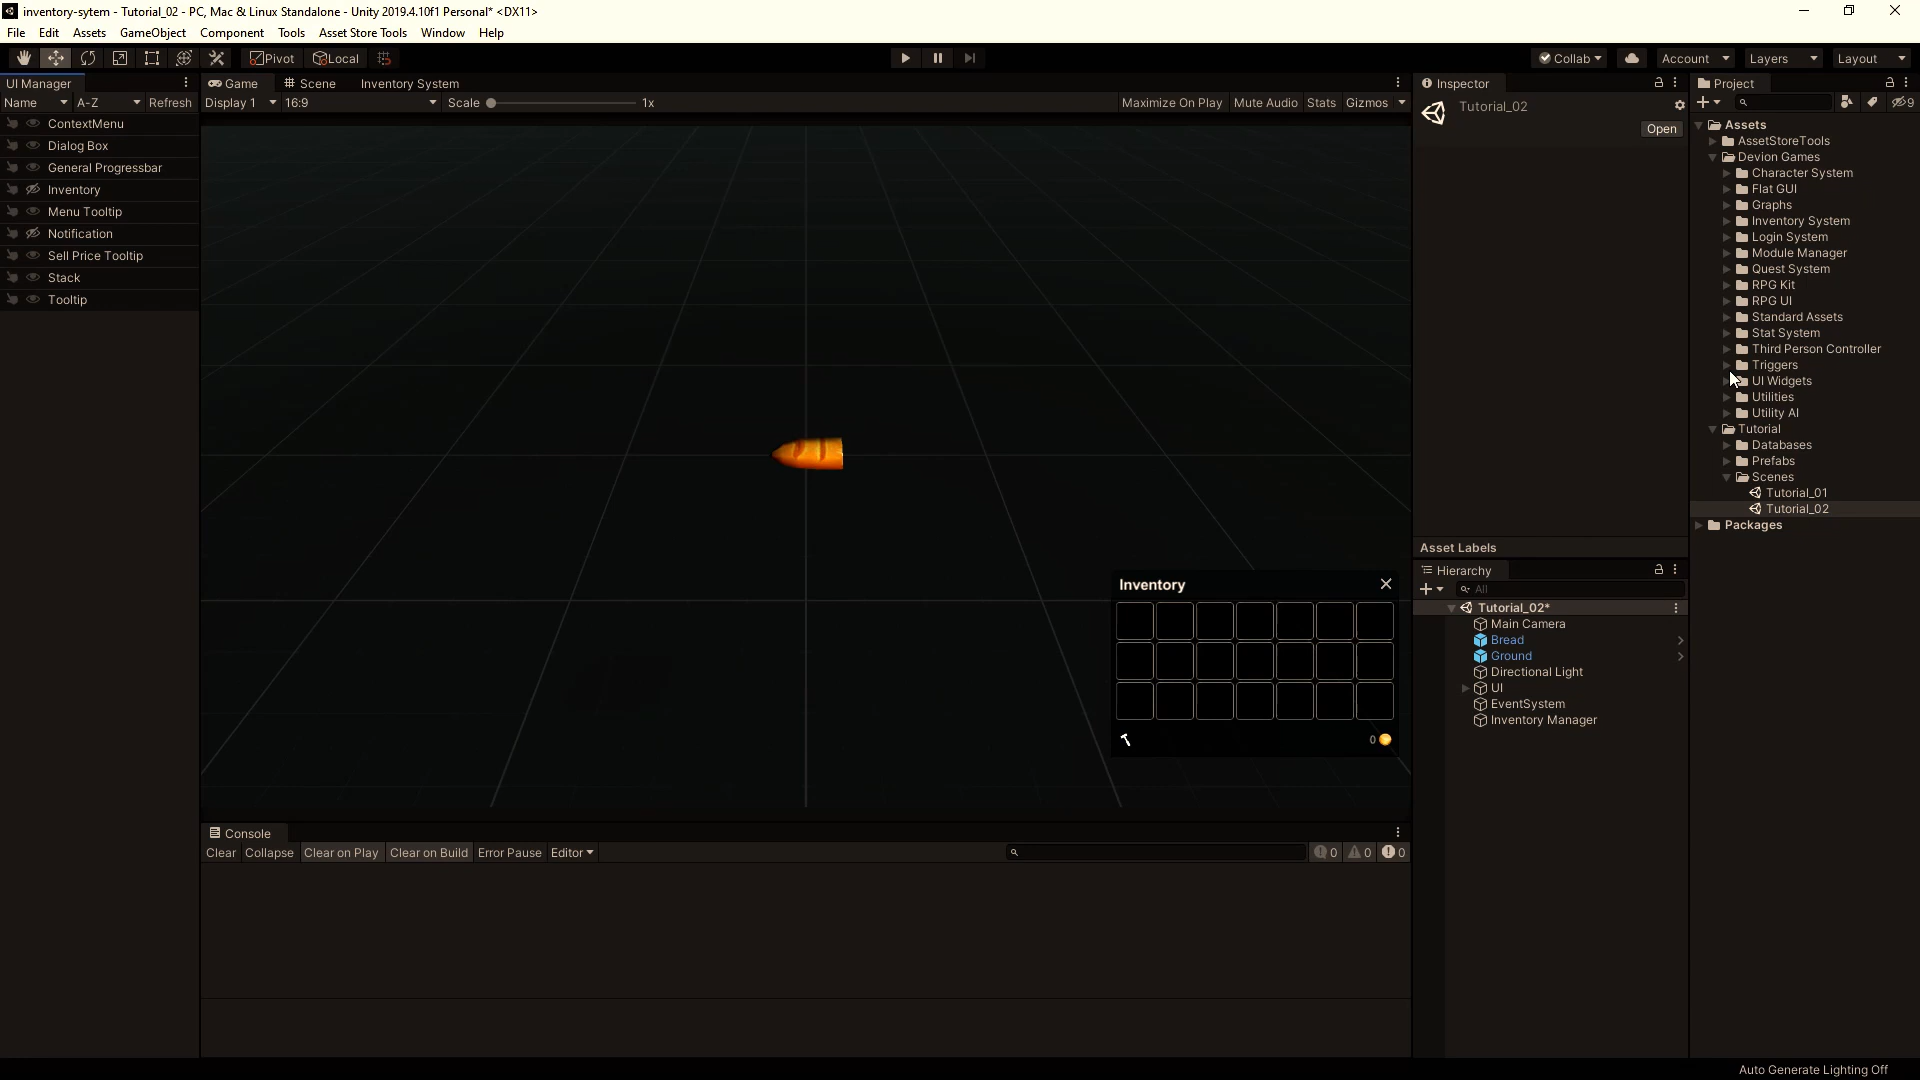 inventory-sytem - Tutorial_02 - PC, Mac & Linux Standalone - Unity 2019.4.10f1 Personal* <DX11>
File Edit Assets GameObject Component Tools Asset Store Tools Window Help
Pivot Local Collab Account Layers Layout
UI Manager
Name A-Z Refresh
ContextMenu
Dialog Box
General Progressbar
Inventory
Menu Tooltip
Notification
Sell Price Tooltip
Stack
Tooltip
Game Scene Inventory System
Display 1 16:9 Scale 1x Maximize On Play Mute Audio Stats Gizmos
Inventory
0
Console
Clear Collapse Clear on Play Clear on Build Error Pause Editor 0 0 0
Inspector
Tutorial_02
Open
Asset Labels
Hierarchy
All
Tutorial_02*
Main Camera
Bread
Ground
Directional Light
UI
EventSystem
Inventory Manager
Project
9
Assets
AssetStoreTools
Devion Games
Character System
Flat GUI
Graphs
Inventory System
Login System
Module Manager
Quest System
RPG Kit
RPG UI
Standard Assets
Stat System
Third Person Controller
Triggers
UI Widgets
Utilities
Utility AI
Tutorial
Databases
Prefabs
Scenes
Tutorial_01
Tutorial_02
Packages
Auto Generate Lighting Off